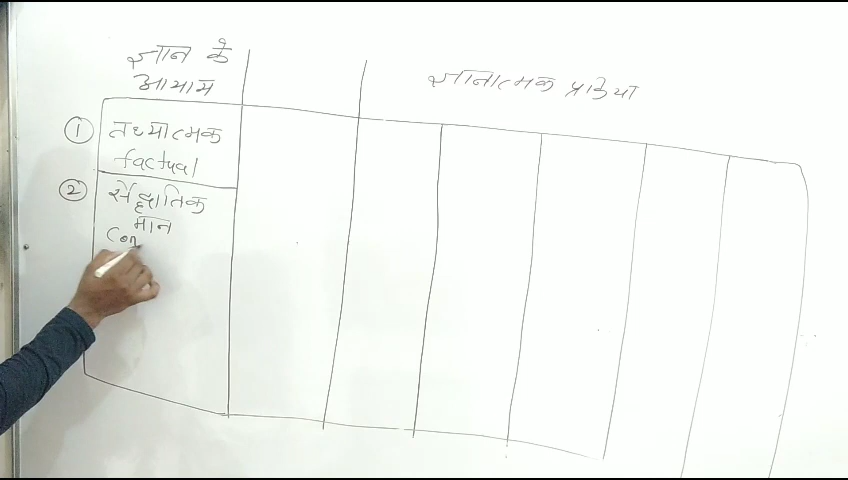 ज्ञान के
आयाम
ज्ञानात्मक प्रक्रिया
① तथ्यात्मक
factual
② सैद्धांतिक
मान
Con